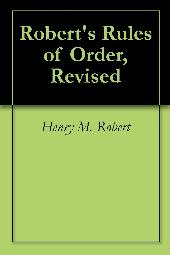 Robert's Rules
of Order,
Revised
Henry M. Robert